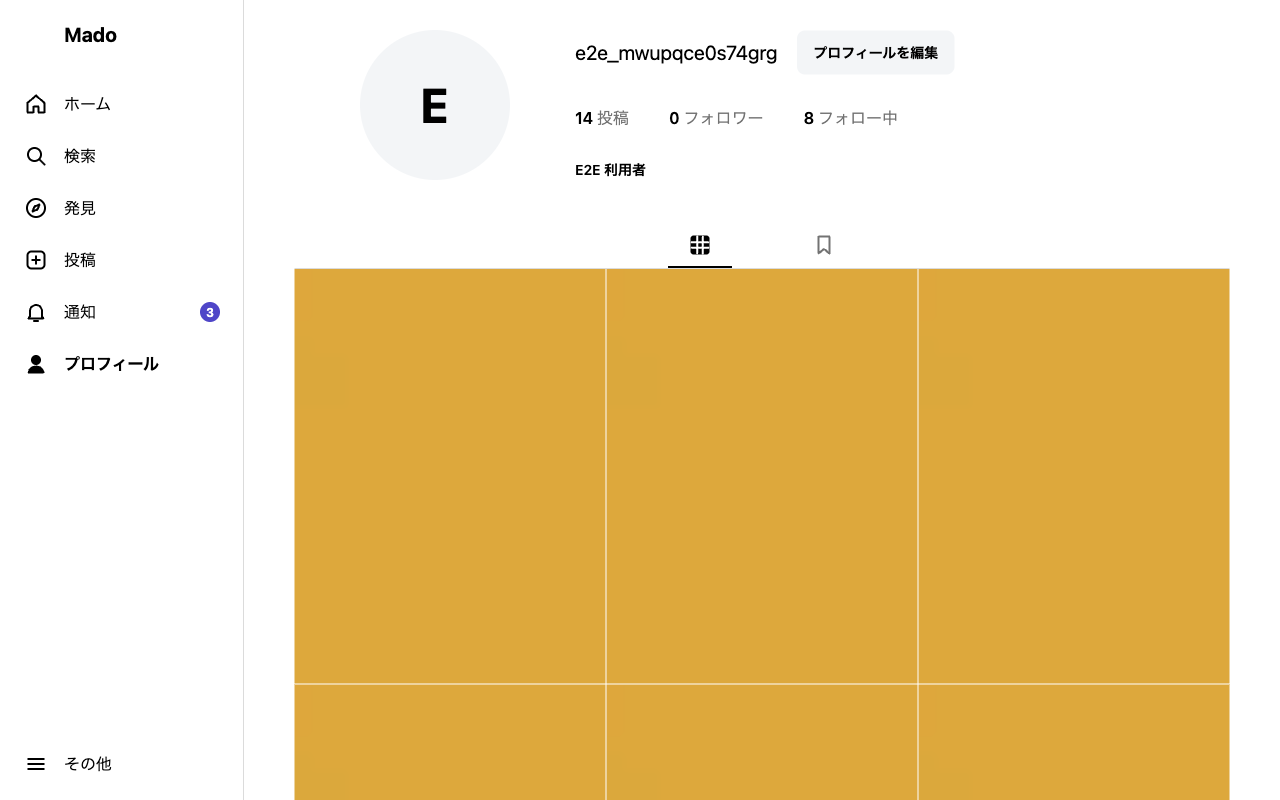 Mado
ホーム
検索
発見
投稿
通知 3
プロフィール
その他
E
e2e_mwupqce0s74grg プロフィールを編集
14 投稿 0 フォロワー 8 フォロー中
E2E 利用者